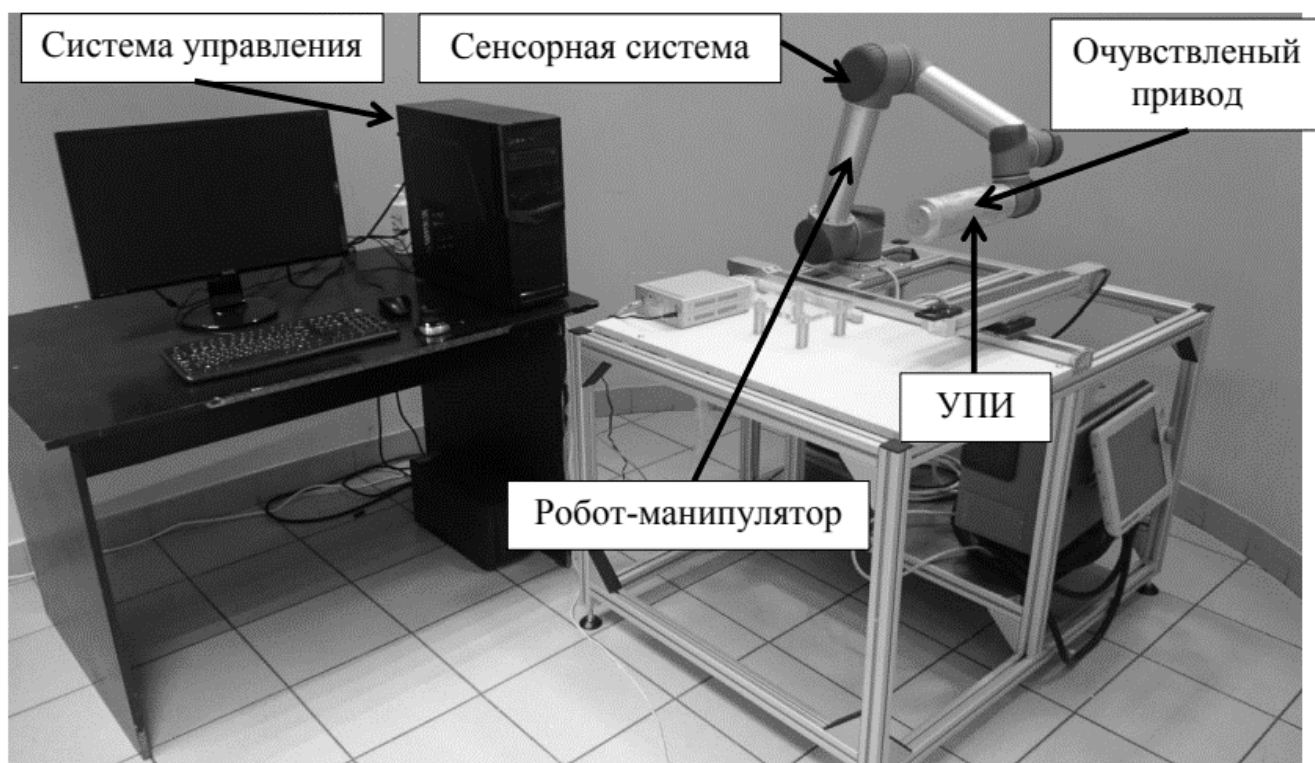 Система управления
Сенсорная система
Очувствленый
привод
УПИ
Робот-манипулятор